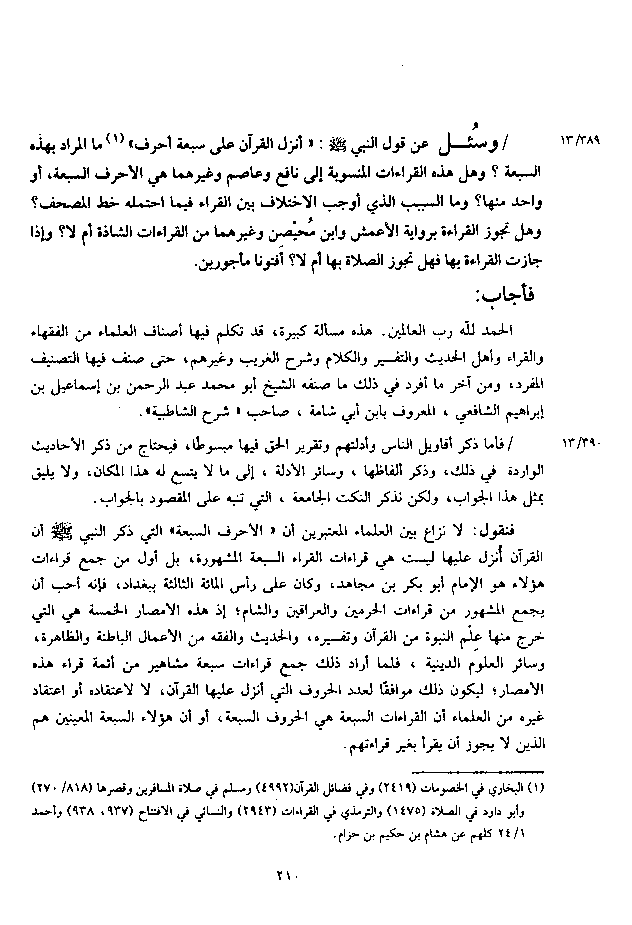 ١٣/٣٨٩ / وسُئـــل عن قول النبي ﷺ : « أنزل القرآن على سبعة أحرف» (١) ما المراد بهذه
السبعة ؟ وهل هذه القراءات المنسوبة إلى نافع وعاصم وغيرهما هي الأحرف السبعة، أو
واحد منها؟ وما السبب الذي أوجب الاختلاف بين القراء فيما احتمله خط المصحف؟
وهل تجوز القراءة برواية الأعمش وابن مُحيْصِن وغيرهما من القراءات الشاذة أم لا؟ وإذا
جازت القراءة بها فهل تجوز الصلاة بها أم لا؟ أفتونا مأجورين.
فأجاب:
الحمد لله رب العالمين. هذه مسألة كبيرة، قد تكلم فيها أصناف العلماء من الفقهاء
والقراء وأهل الحديث والتفسير والكلام وشرح الغريب وغيرهم، حتى صنف فيها التصنيف
المفرد، ومن آخر ما أفرد في ذلك ما صنفه الشيخ أبو محمد عبد الرحمن بن إسماعيل بن
إبراهيم الشافعي ، المعروف بابن أبي شامة ، صاحب « شرح الشاطبية».
١٣/٣٩٠ / فأما ذكر أقاويل الناس وأدلتهم وتقرير الحق فيها مبسوطا، فيحتاج من ذكر الأحاديث
الواردة في ذلك، وذكر ألفاظها ، وسائر الأدلة ، إلى ما لا يتسع له هذا المكان، ولا يليق
بمثل هذا الجواب، ولكن نذكر النكت الجامعة ، التي تنبه على المقصود بالجواب.
فنقول: لا نزاع بين العلماء المعتبرين أن « الأحرف السبعة» التي ذكر النبي ﷺ أن
القرآن أُنزل عليها ليست هي قراءات القراء السبعة المشهورة، بل أول من جمع قراءات
هؤلاء هو الإمام أبو بكر بن مجاهد، وكان على رأس المائة الثالثة ببغداد، فإنه أحب أن
يجمع المشهور من قراءات الحرمين والعراقين والشام؛ إذ هذه الأمصار الخمسة هي التي
خرج منها علِّم النبوة من القرآن وتفسيره، والحديث والفقه من الأعمال الباطنة والظاهرة،
وسائر العلوم الدينية ، فلما أراد ذلك جمع قراءات سبعة مشاهير من أئمة قراء هذه
الأمصار؛ ليكون ذلك موافقًا لعدد الحروف التي أنزل عليها القرآن، لا لاعتقاده أو اعتقاد
غيره من العلماء أن القراءات السبعة هي الحروف السبعة، أو أن هؤلاء السبعة المعينين هم
الذين لا يجوز أن يقرأ بغير قراءتهم.
(١) البخاري في الخصومات (٢٤١٩) وفي فضائل القرآن(٤٩٩٢) ومسلم في صلاة المسافرين وقصرها (٨١٨/ ٢٧٠)
وأبو داود في الصلاة (١٤٧٥) والترمذي في القراءات (٢٩٤٣) والنسائي في الافتتاح (٩٣٧، ٩٣٨) وأحمد
٢٤/١ كلهم عن هشام بن حكيم بن حزام.
٢١٠